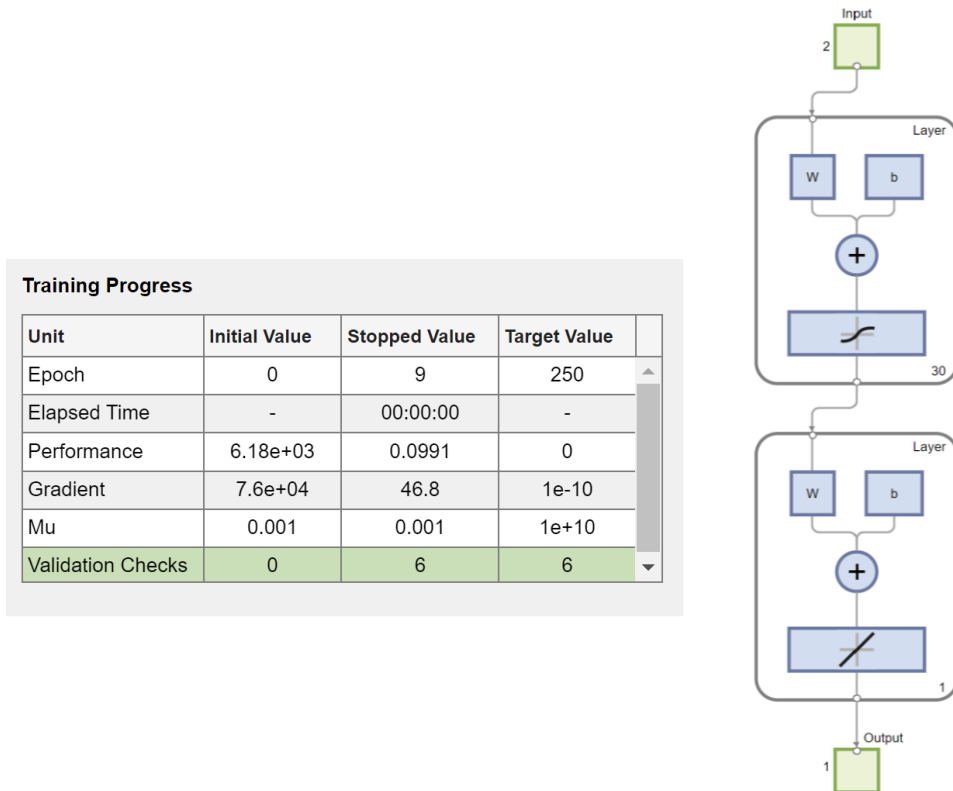 Training Progress
Unit Initial Value Stopped Value Target Value
Epoch 0 9 250
Elapsed Time - 00:00:00 -
Performance 6.18e+03 0.0991 0
Gradient 7.6e+04 46.8 1e-10
Mu 0.001 0.001 1e+10
Validation Checks 0 6 6
Input
2
Layer
W b
+
30
Layer
W b
+
1
Output
1